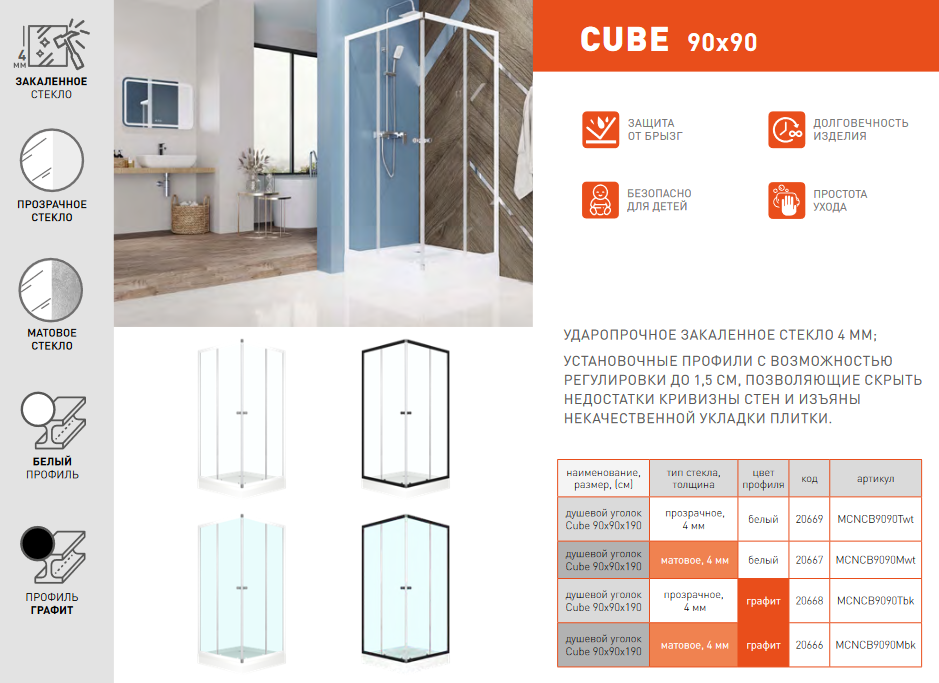 4
ММ
ЗАКАЛЕННОЕ
СТЕКЛО
ПРОЗРАЧНОЕ
СТЕКЛО
МАТОВОЕ
СТЕКЛО
БЕЛЫЙ
ПРОФИЛЬ
ПРОФИЛЬ
ГРАФИТ
CUBE 90x90
ЗАЩИТА
ОТ БРЫЗГ
ДОЛГОВЕЧНОСТЬ
ИЗДЕЛИЯ
БЕЗОПАСНО
ДЛЯ ДЕТЕЙ
ПРОСТОТА
УХОДА
УДАРОПРОЧНОЕ ЗАКАЛЕННОЕ СТЕКЛО 4 ММ;
УСТАНОВОЧНЫЕ ПРОФИЛИ С ВОЗМОЖНОСТЬЮ
РЕГУЛИРОВКИ ДО 1,5 СМ, ПОЗВОЛЯЮЩИЕ СКРЫТЬ
НЕДОСТАТКИ КРИВИЗНЫ СТЕН И ИЗЪЯНЫ
НЕКАЧЕСТВЕННОЙ УКЛАДКИ ПЛИТКИ.
наименование, размер, (см) тип стекла, толщина цвет профиля код артикул
душевой уголок Cube 90x90x190 прозрачное, 4 мм белый 20669 MCNCB9090Twt
душевой уголок Cube 90x90x190 матовое, 4 мм белый 20667 MCNCB9090Mwt
душевой уголок Cube 90x90x190 прозрачное, 4 мм графит 20668 MCNCB9090Tbk
душевой уголок Cube 90x90x190 матовое, 4 мм графит 20666 MCNCB9090Mbk